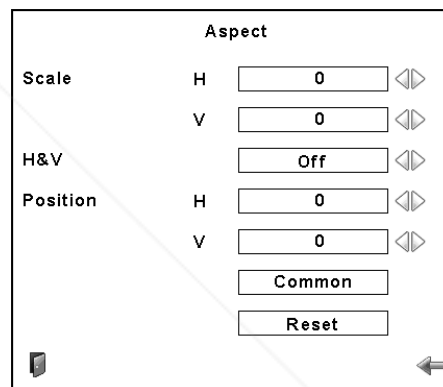 Aspect
Scale H 0
V 0
H&V Off
Position H 0
V 0
Common
Reset